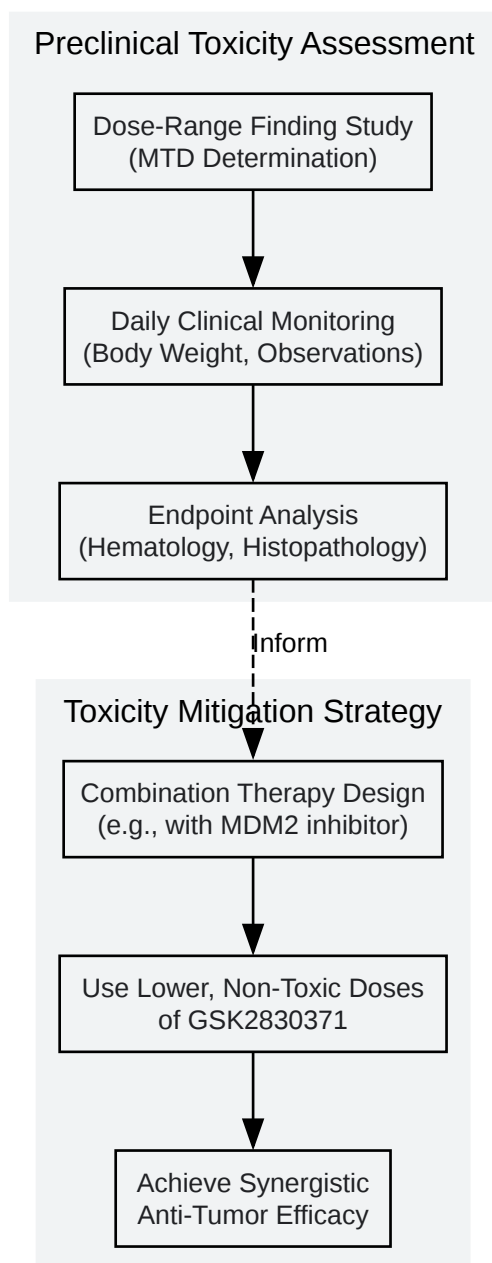 Preclinical Toxicity Assessment
Dose-Range Finding Study
(MTD Determination)
Daily Clinical Monitoring
(Body Weight, Observations)
Endpoint Analysis
(Hematology, Histopathology)
Inform
Toxicity Mitigation Strategy
Combination Therapy Design
(e.g., with MDM2 inhibitor)
Use Lower, Non-Toxic Doses
of GSK2830371
Achieve Synergistic
Anti-Tumor Efficacy